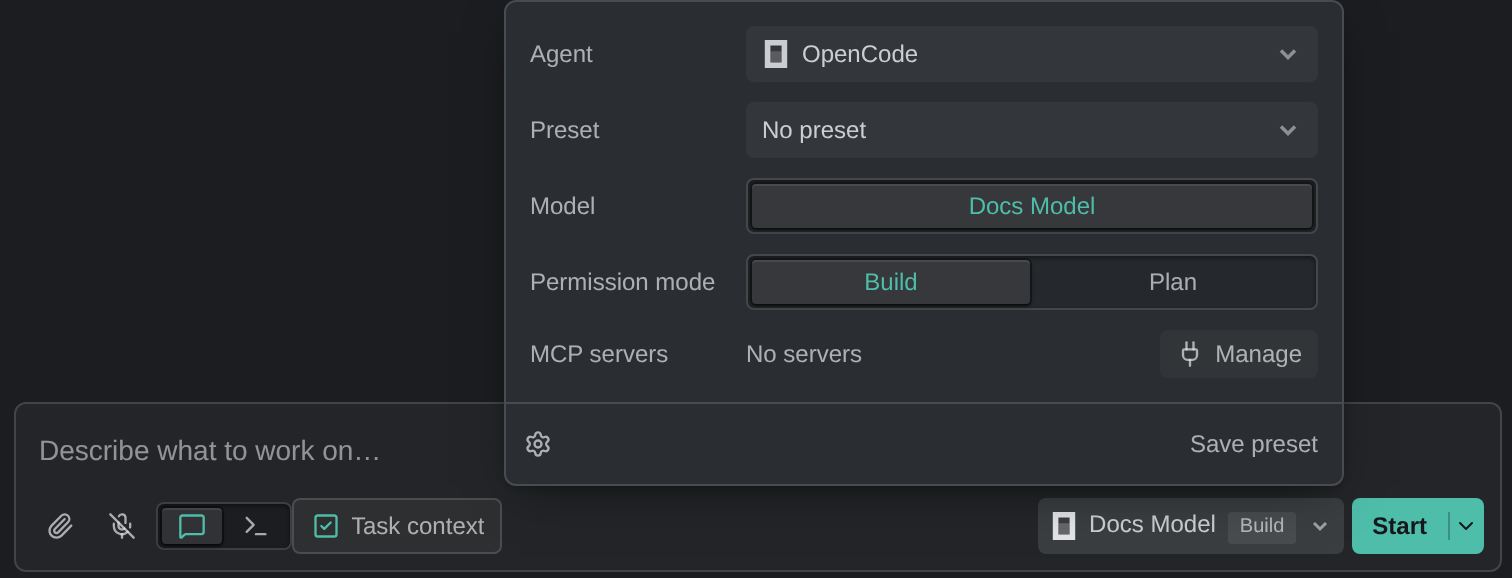 Agent
OpenCode
Preset
No preset
Model
Docs Model
Permission mode
Build
Plan
MCP servers
No servers
Manage
Save preset
Describe what to work on…
Task context
Docs Model
Build
Start